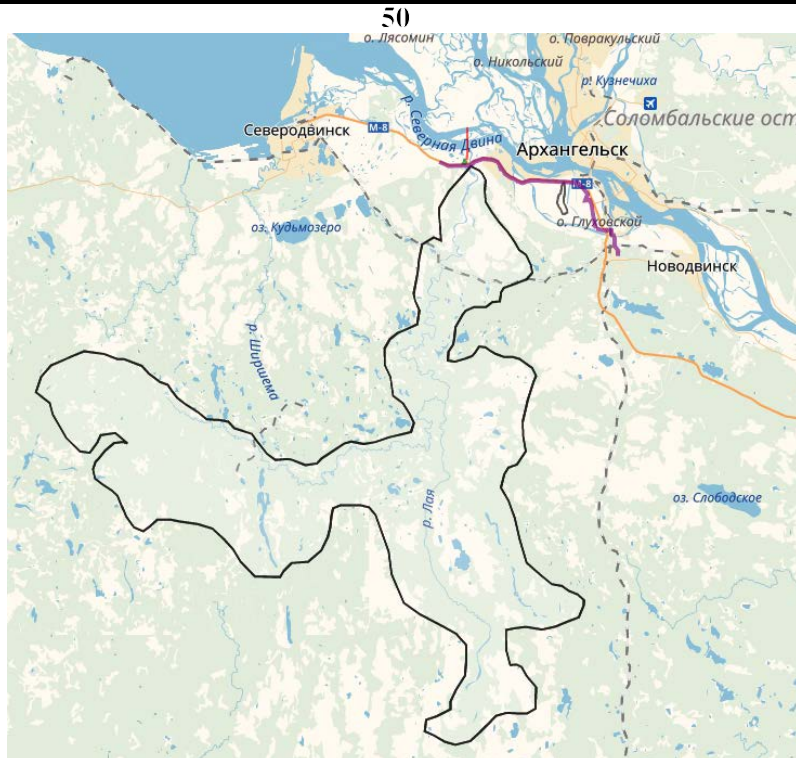 50
о. Лясомин
о. Повракульский
о. Никольский
р. Кузнечиха
Соломбальские ост
р. Северная Двина
Северодвинск
М-8
Архангельск
М-8
оз. Кудьмозеро
о. Глуховской
Новодвинск
р. Ширшема
р. Лая
оз. Слободское